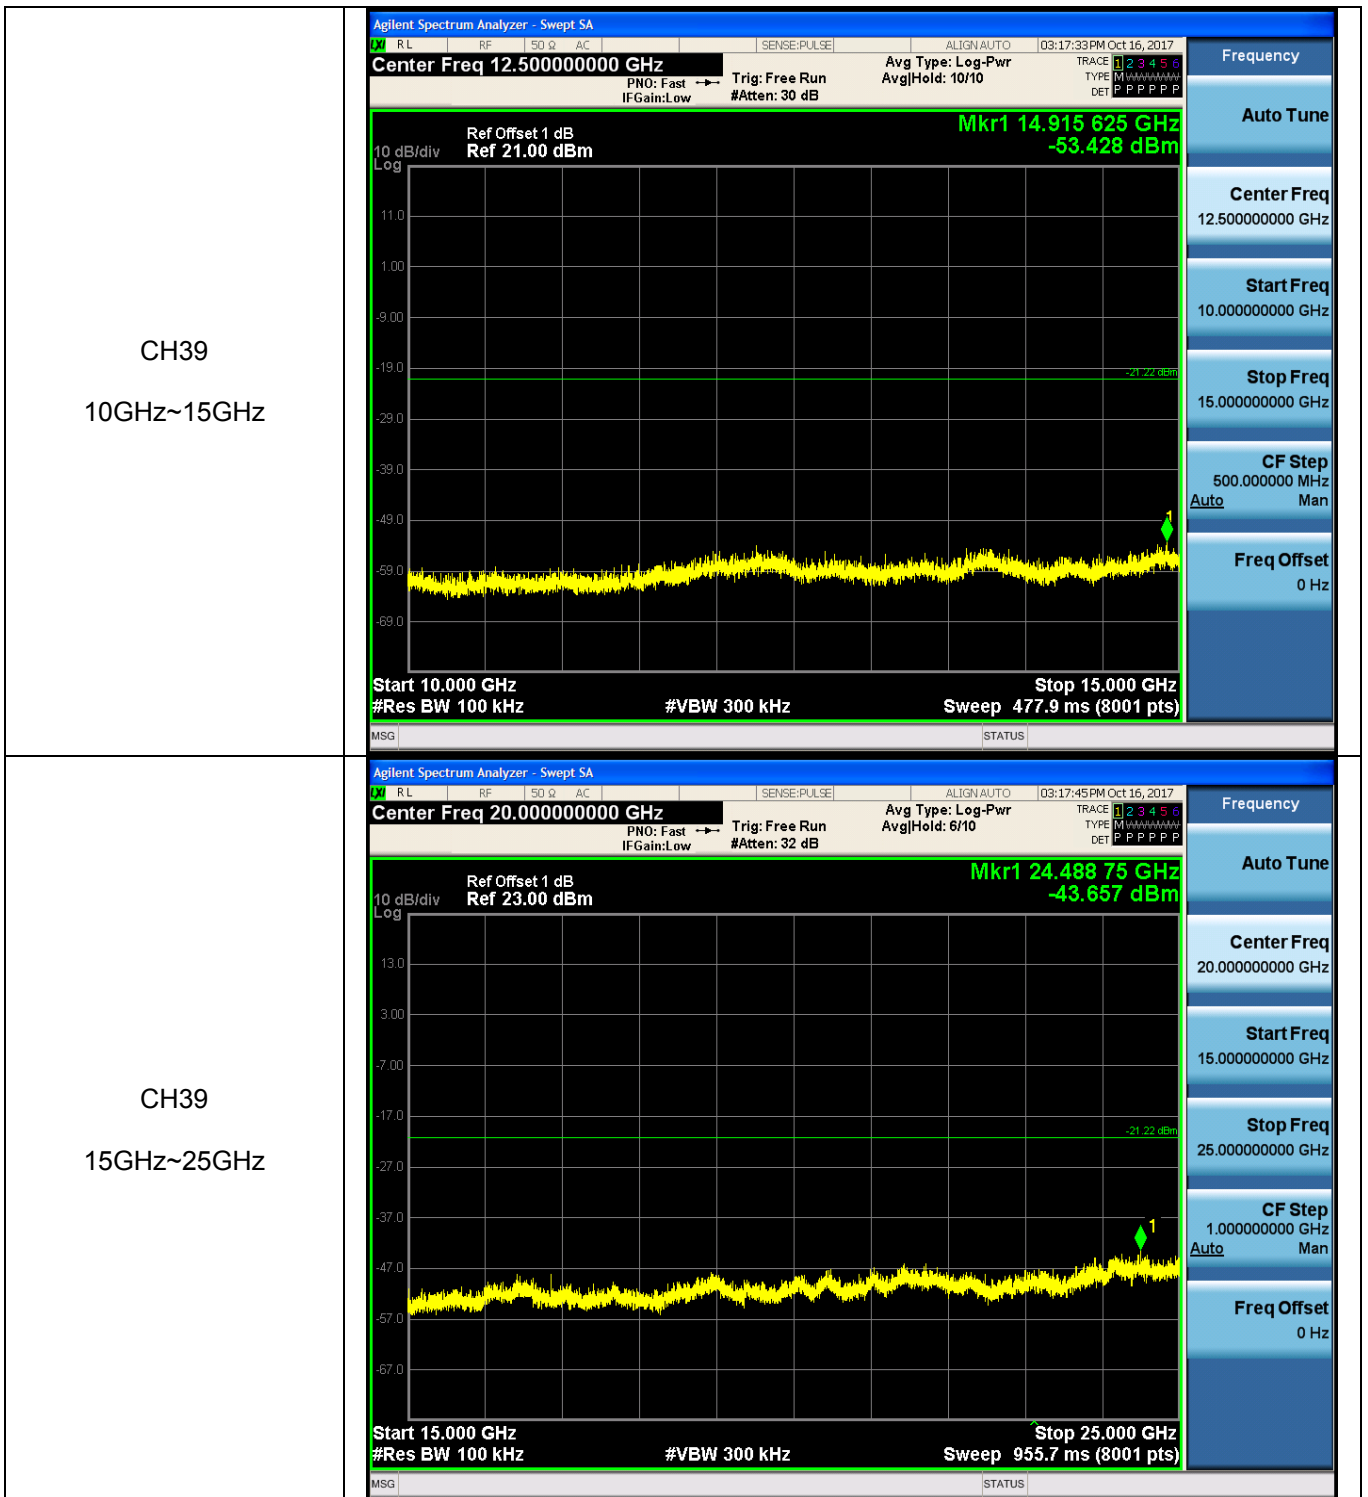 CH39
10GHz~15GHz
Agilent Spectrum Analyzer - Swept SA
LXI RL RF 50 Ω AC SENSE:PULSE ALIGN AUTO 03:17:33 PM Oct 16, 2017
Center Freq 12.500000000 GHz
PNO: Fast
IFGain:Low
Trig: Free Run
#Atten: 30 dB
Avg Type: Log-Pwr
Avg|Hold: 10/10
TRACE 1 2 3 4 5 6
TYPE M WWWWW
DET P P P P P P
Frequency
Auto Tune
Center Freq
12.500000000 GHz
Start Freq
10.000000000 GHz
Stop Freq
15.000000000 GHz
CF Step
500.000000 MHz
Auto Man
Freq Offset
0 Hz
Mkr1 14.915 625 GHz
-53.428 dBm
Ref Offset 1 dB
10 dB/div Ref 21.00 dBm
Log
11.0
1.00
-9.00
-19.0
-21.22 dBm
-29.0
-39.0
-49.0
1
-59.0
-69.0
Start 10.000 GHz Stop 15.000 GHz
#Res BW 100 kHz #VBW 300 kHz Sweep 477.9 ms (8001 pts)
MSG STATUS
CH39
15GHz~25GHz
Agilent Spectrum Analyzer - Swept SA
LXI RL RF 50 Ω AC SENSE:PULSE ALIGN AUTO 03:17:45 PM Oct 16, 2017
Center Freq 20.000000000 GHz
PNO: Fast
IFGain:Low
Trig: Free Run
#Atten: 32 dB
Avg Type: Log-Pwr
Avg|Hold: 6/10
TRACE 1 2 3 4 5 6
TYPE M WWWWW
DET P P P P P P
Frequency
Auto Tune
Center Freq
20.000000000 GHz
Start Freq
15.000000000 GHz
Stop Freq
25.000000000 GHz
CF Step
1.000000000 GHz
Auto Man
Freq Offset
0 Hz
Mkr1 24.488 75 GHz
-43.657 dBm
Ref Offset 1 dB
10 dB/div Ref 23.00 dBm
Log
13.0
3.00
-7.00
-17.0
-21.22 dBm
-27.0
-37.0
1
-47.0
-57.0
-67.0
Start 15.000 GHz Stop 25.000 GHz
#Res BW 100 kHz #VBW 300 kHz Sweep 955.7 ms (8001 pts)
MSG STATUS